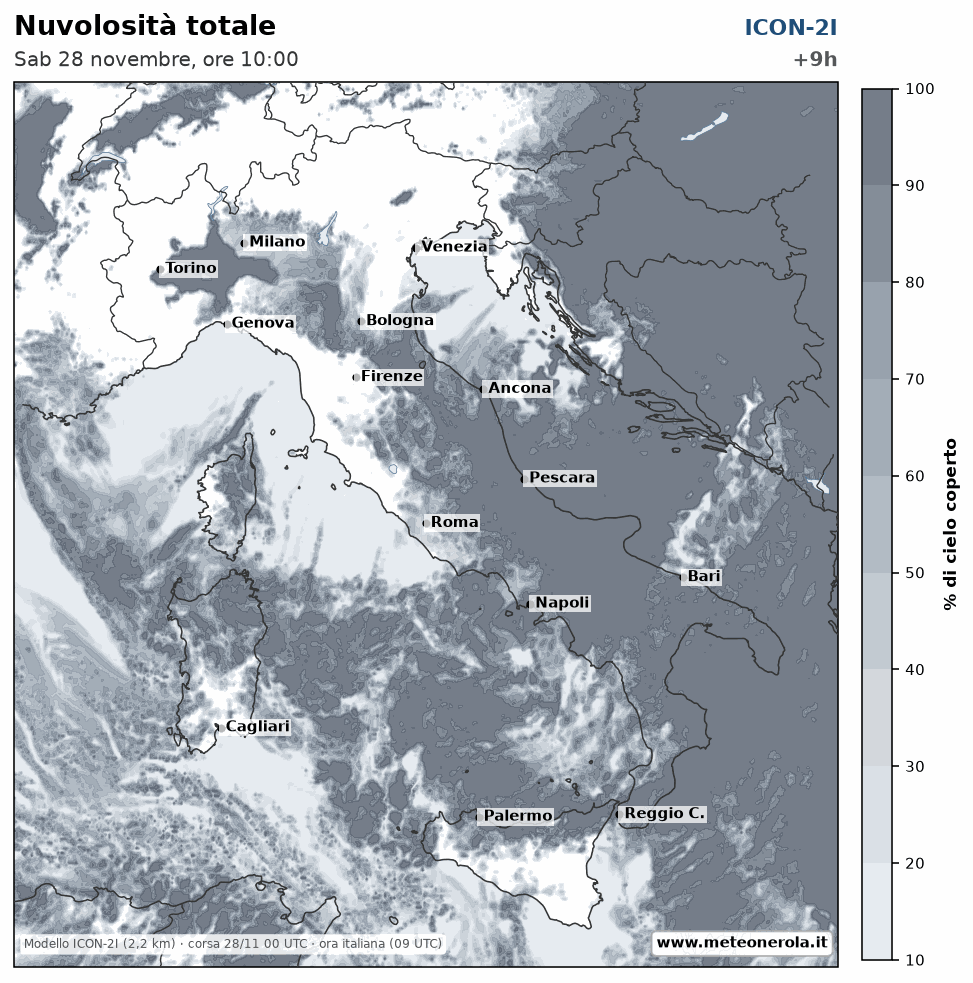 Nuvolosità totale
ICON-2I
Sab 28 novembre, ore 10:00
+9h
100
90
80
70
60
50
40
30
20
10
% di cielo coperto
Milano
Venezia
Torino
Genova
Bologna
Firenze
Ancona
Pescara
Roma
Bari
Napoli
Cagliari
Palermo
Reggio C.
Modello ICON-2I (2,2 km) · corsa 28/11 00 UTC · ora italiana (09 UTC)
www.meteonerola.it